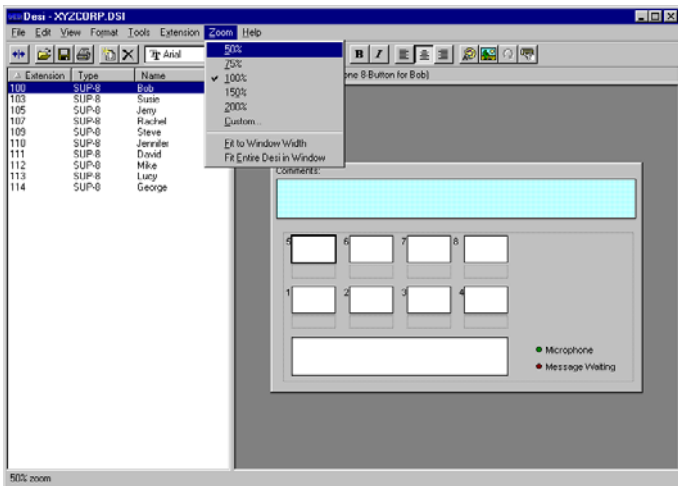 Desi - XYZCORP.DSI
File Edit View Format Tools Extension Zoom Help
Arial
B I
50%
75%
100%
150%
200%
Custom...
Fit to Window Width
Fit Entire Desi in Window
Extension Type Name
100 SUP-8 Bob
103 SUP-8 Susie
105 SUP-8 Jerry
107 SUP-8 Rachel
109 SUP-8 Steve
110 SUP-8 Jennifer
111 SUP-8 David
112 SUP-8 Mike
113 SUP-8 Lucy
114 SUP-8 George
one 8-Button for Bob)
Comments:
5 6 7 8
1 2 3 4
Microphone
Message Waiting
50% zoom